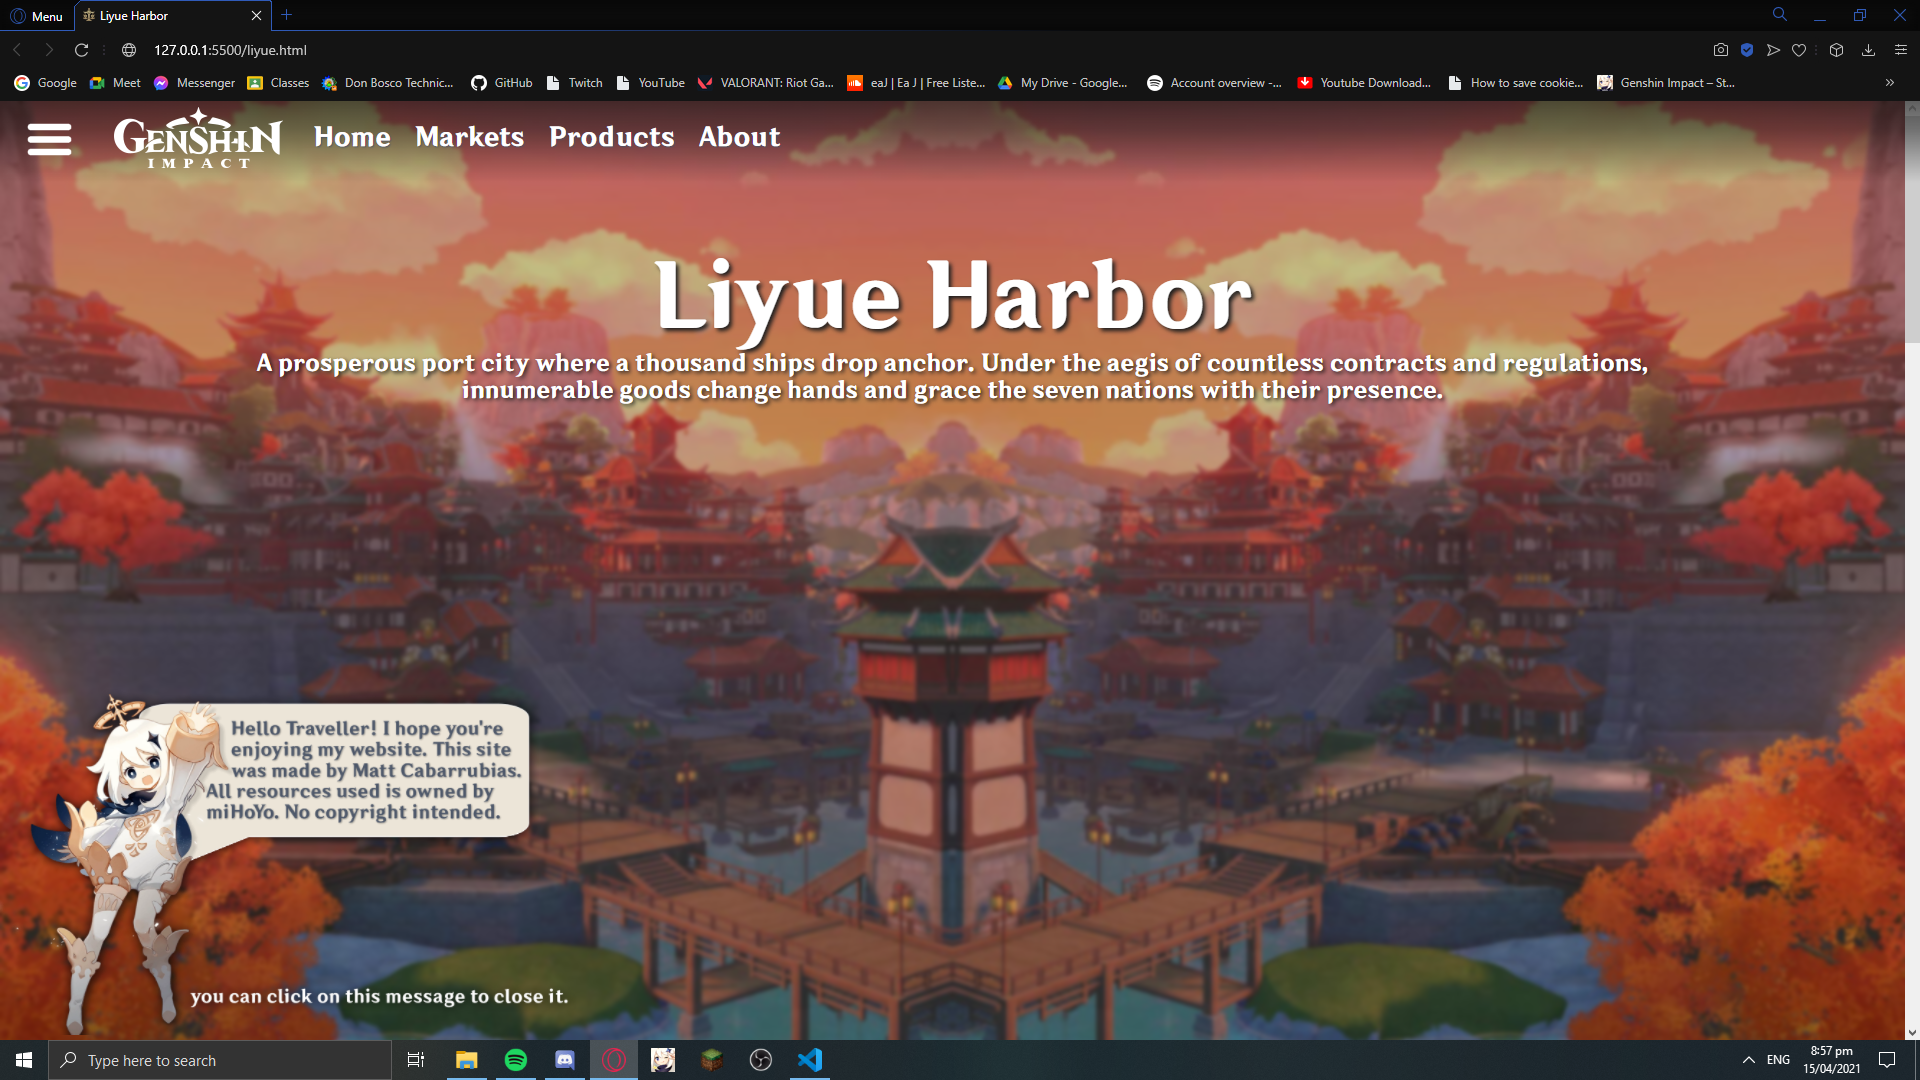 Menu
Liyue Harbor
127.0.0.1:5500/liyue.html
Google
Meet
Messenger
Classes
Don Bosco Technic...
GitHub
Twitch
YouTube
VALORANT: Riot Ga...
eaJ | Ea J | Free Liste...
My Drive - Google...
Account overview -...
Youtube Download...
How to save cookie...
Genshin Impact – St...
»
GENSHIN
IMPACT
Home
Markets
Products
About
Liyue Harbor
A prosperous port city where a thousand ships drop anchor. Under the aegis of countless contracts and regulations,
innumerable goods change hands and grace the seven nations with their presence.
Hello Traveller! I hope you're
enjoying my website. This site
was made by Matt Cabarrubias.
All resources used is owned by
miHoYo. No copyright intended.
you can click on this message to close it.
Type here to search
ENG
8:57 pm
15/04/2021